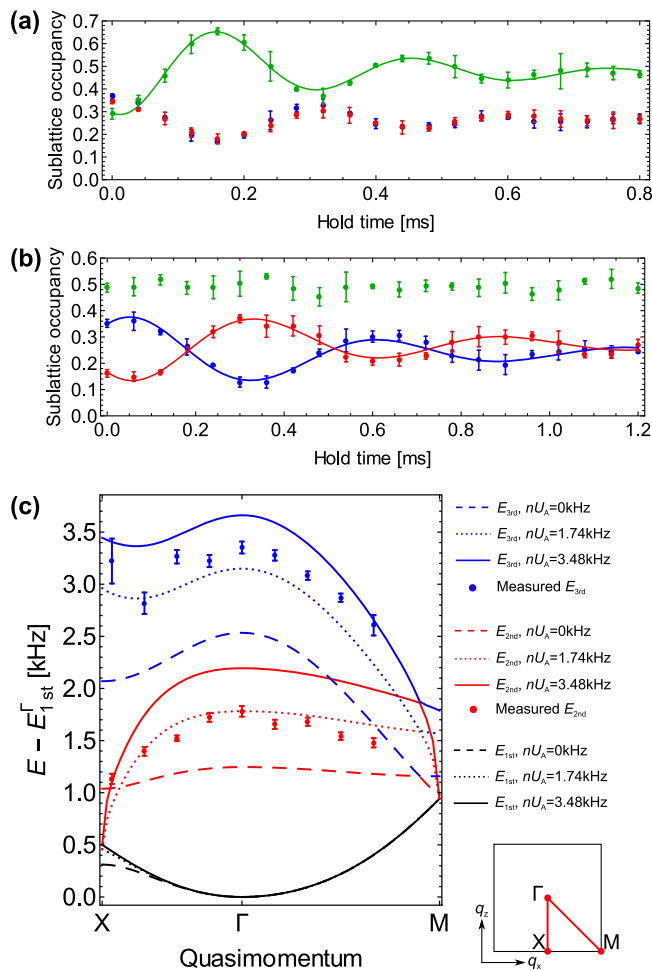 (a)
Sublattice occupancy
0.7
0.6
0.5
0.4
0.3
0.2
0.1
0.0
0.0 0.2 0.4 0.6 0.8
Hold time [ms]
(b)
Sublattice occupancy
0.6
0.5
0.4
0.3
0.2
0.1
0.0
0.0 0.2 0.4 0.6 0.8 1.0 1.2
Hold time [ms]
(c)
E − E^Γ_1st [kHz]
3.5
3.0
2.5
2.0
1.5
1.0
0.5
0.0
X Γ M
Quasimomentum
E3rd, nUA=0kHz
E3rd, nUA=1.74kHz
E3rd, nUA=3.48kHz
Measured E3rd
E2nd, nUA=0kHz
E2nd, nUA=1.74kHz
E2nd, nUA=3.48kHz
Measured E2nd
E1st, nUA=0kHz
E1st, nUA=1.74kHz
E1st, nUA=3.48kHz
Γ
X M
qz
qx